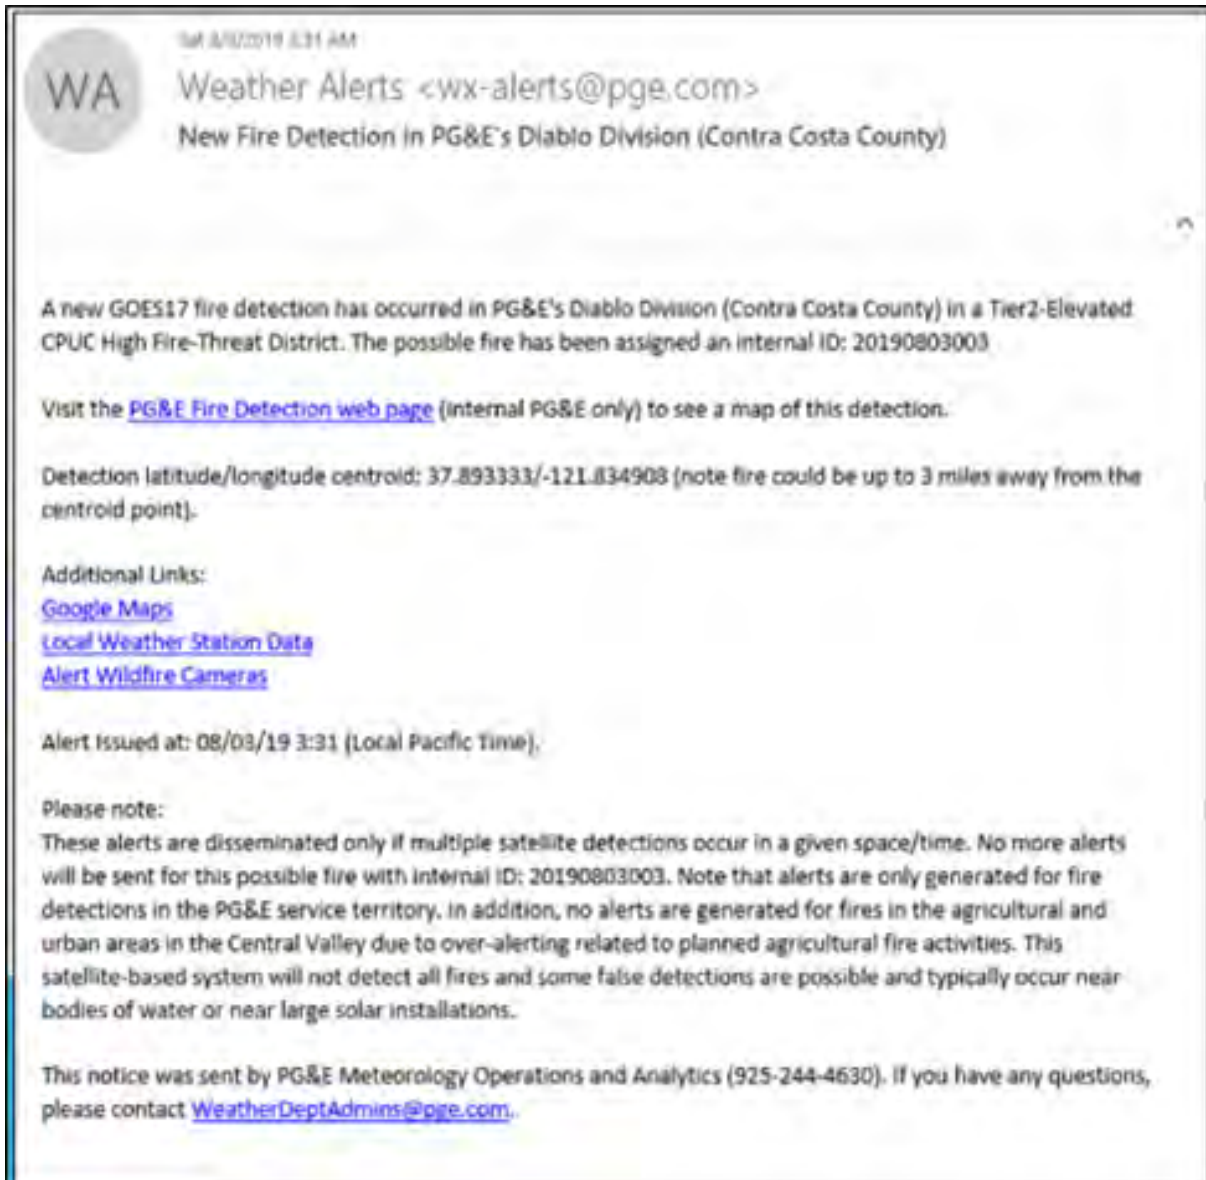 Sat 8/3/2019 3:31 AM
WA
Weather Alerts <wx-alerts@pge.com>
New Fire Detection in PG&E's Diablo Division (Contra Costa County)
A new GOES17 fire detection has occurred in PG&E's Diablo Division (Contra Costa County) in a Tier2-Elevated
CPUC High Fire-Threat District. The possible fire has been assigned an internal ID: 20190803003
Visit the PG&E Fire Detection web page (internal PG&E only) to see a map of this detection.
Detection latitude/longitude centroid: 37.893333/-121.834908 (note fire could be up to 3 miles away from the
centroid point).
Additional Links:
Google Maps
Local Weather Station Data
Alert Wildfire Cameras
Alert Issued at: 08/03/19 3:31 (Local Pacific Time).
Please note:
These alerts are disseminated only if multiple satellite detections occur in a given space/time. No more alerts
will be sent for this possible fire with internal ID: 20190803003. Note that alerts are only generated for fire
detections in the PG&E service territory. In addition, no alerts are generated for fires in the agricultural and
urban areas in the Central Valley due to over-alerting related to planned agricultural fire activities. This
satellite-based system will not detect all fires and some false detections are possible and typically occur near
bodies of water or near large solar installations.
This notice was sent by PG&E Meteorology Operations and Analytics (925-244-4630). If you have any questions,
please contact WeatherDeptAdmins@pge.com.